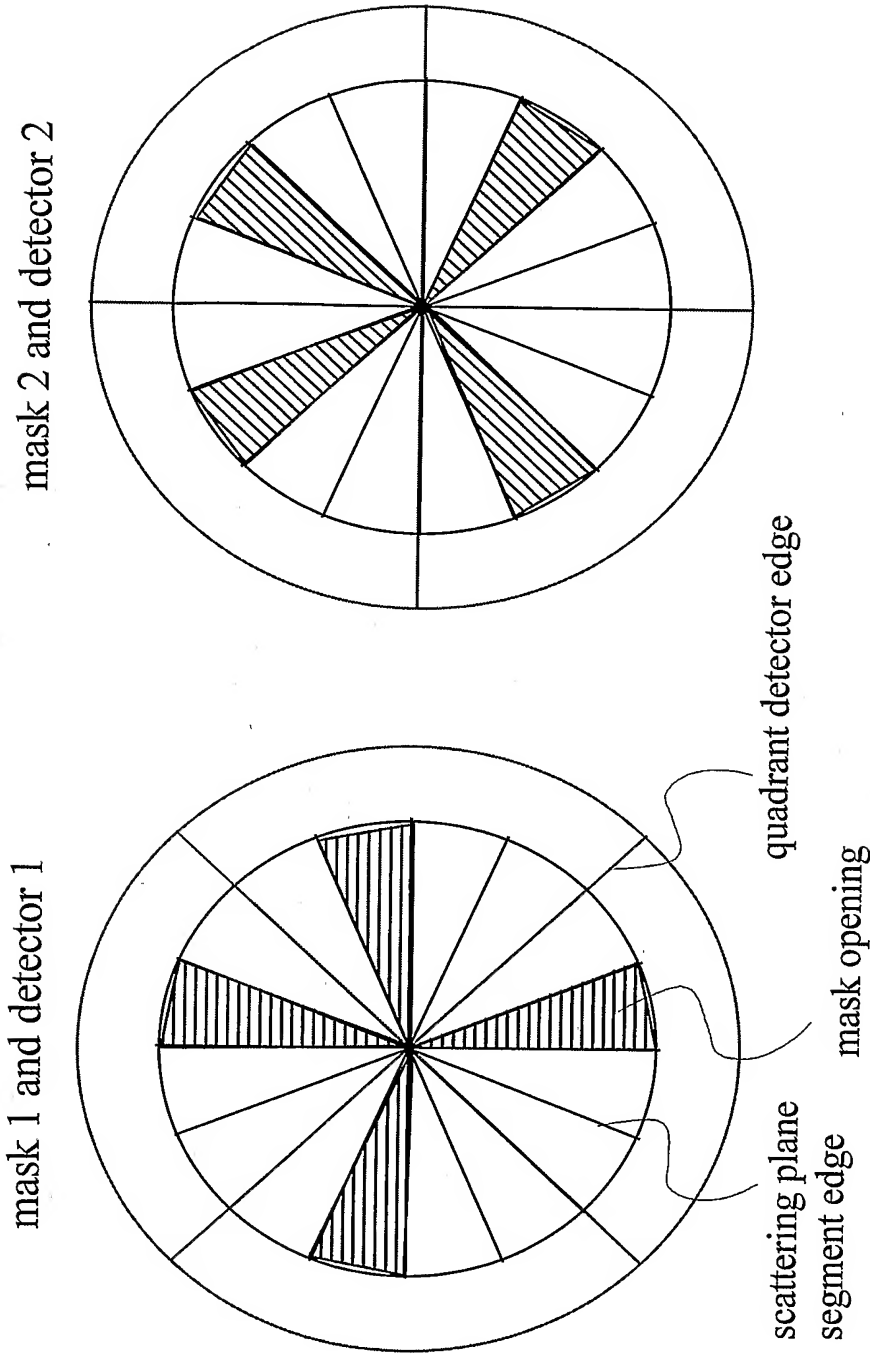 mask 1 and detector 1
mask 2 and detector 2
scattering plane
segment edge
mask opening
quadrant detector edge